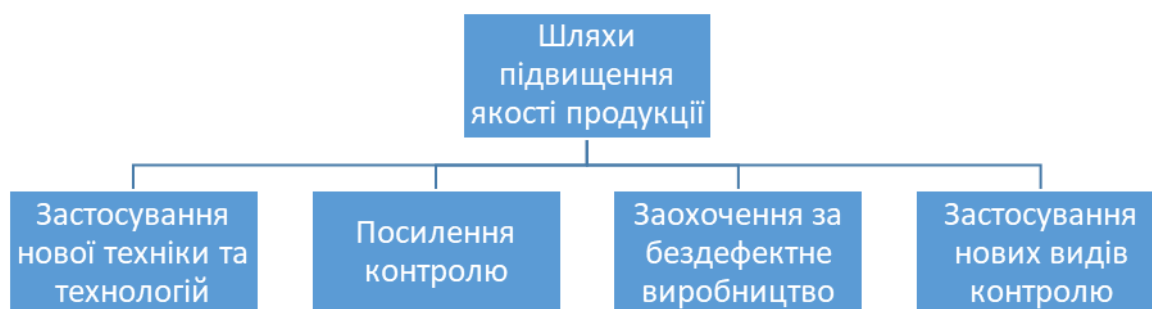 Шляхи
підвищення
якості продукції
Застосування
нової техніки та
технологій
Посилення
контролю
Заохочення за
бездефектне
виробництво
Застосування
нових видів
контролю